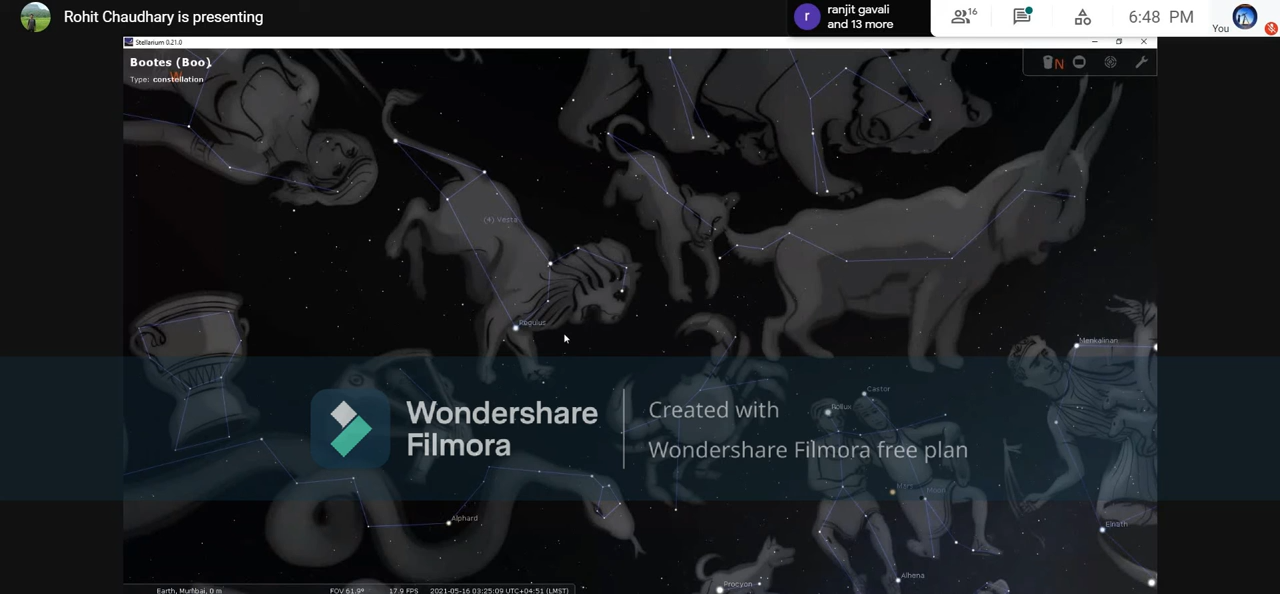 Rohit Chaudhary is presenting
r
ranjit gavali
and 13 more
16
6:48 PM
You
Stellarium 0.21.0
Bootes (Boo)
Type: constellation
W
N
(4) Vesta
Regulus
Menkalinan
Castor
Pollux
Wondershare
Filmora
Created with
Wondershare Filmora free plan
Mars
Moon
Alphard
Elnath
Alhena
Procyon
Earth, Mumbai, 0 m
FOV 61.9°
17.9 FPS
2021-05-16 03:25:09 UTC+04:51 (LMST)